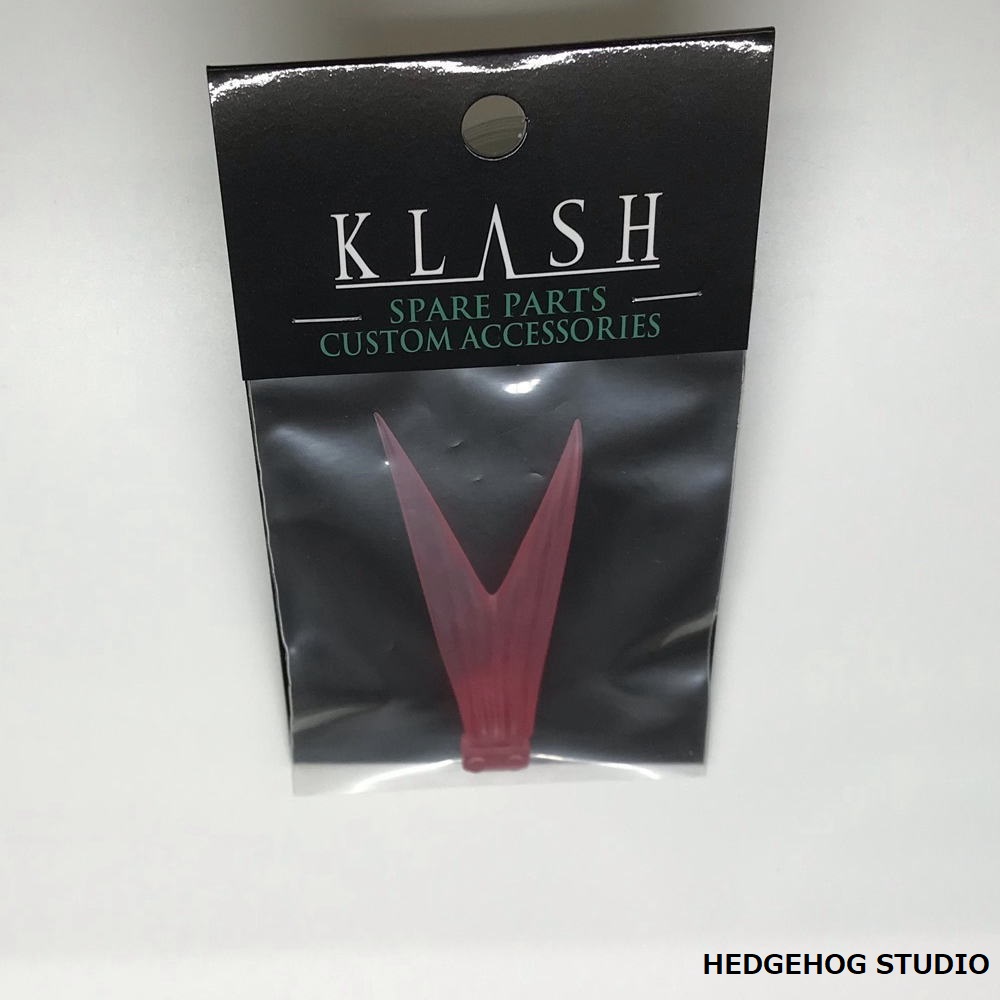 KLASH
SPARE PARTS
CUSTOM ACCESSORIES
HEDGEHOG STUDIO